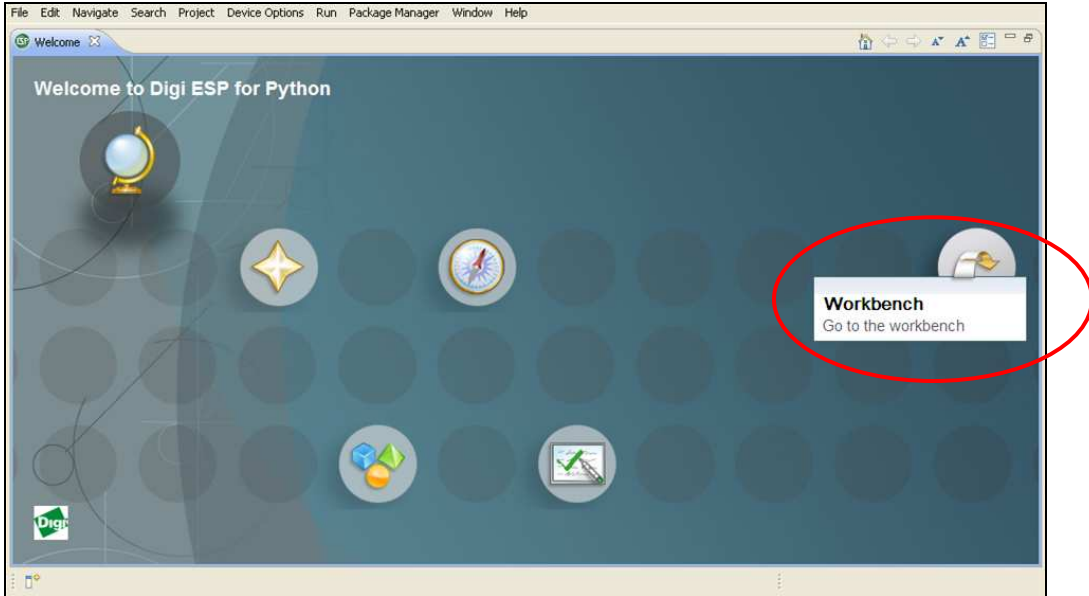 File Edit Navigate Search Project Device Options Run Package Manager Window Help
ESP Welcome
Welcome to Digi ESP for Python
Workbench
Go to the workbench
Digi